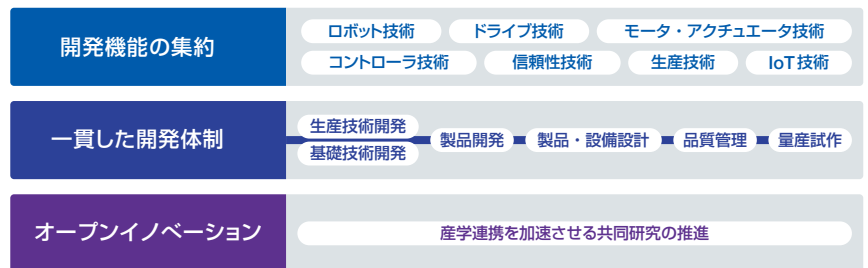 開発機能の集約
ロボット技術 ドライブ技術 モータ・アクチュエータ技術
コントローラ技術 信頼性技術 生産技術 IoT技術
一貫した開発体制
生産技術開発
基礎技術開発
製品開発 製品・設備設計 品質管理 量産試作
オープンイノベーション
産学連携を加速させる共同研究の推進